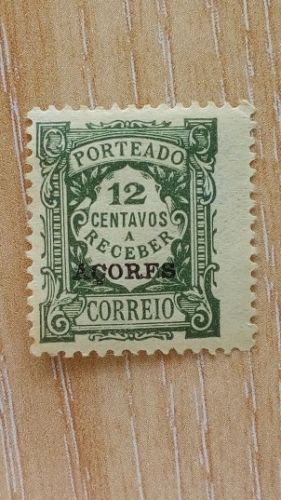 PORTEADO
12
CENTAVOS
A
RECEBER
AÇORES
CORREIO